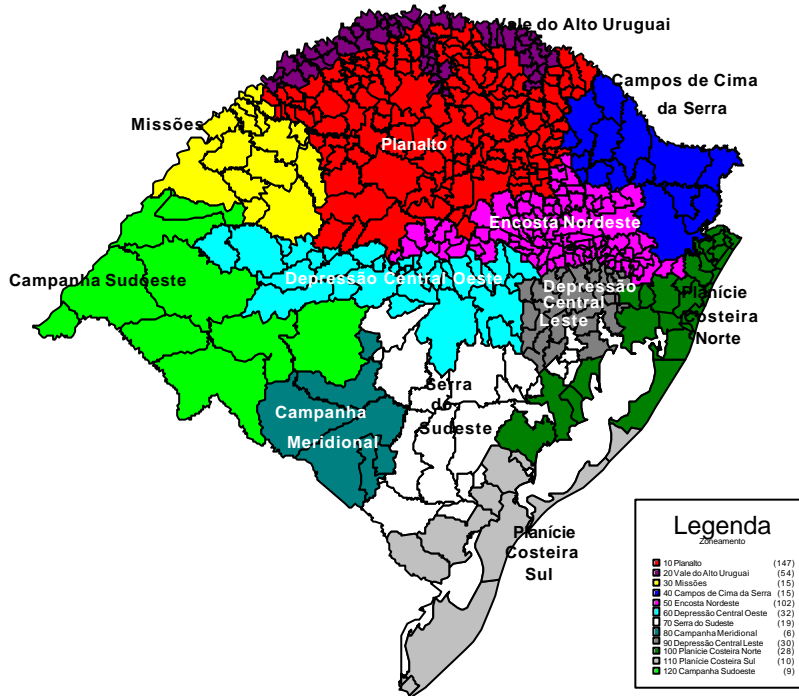 Vale do Alto Uruguai
Campos de Cima
da Serra
Missões
Planalto
Encosta Nordeste
Campanha Sudoeste
Depressão Central Oeste
Depressão
Central
Leste
Planície
Costeira
Norte
Serra
do
Sudeste
Campanha
Meridional
Planície
Costeira
Sul
Legenda
Zoneamento
10 Planalto (147)
20 Vale do Alto Uruguai (54)
30 Missões (15)
40 Campos de Cima da Serra (15)
50 Encosta Nordeste (102)
60 Depressão Central Oeste (32)
70 Serra do Sudeste (19)
80 Campanha Meridional (6)
90 Depressão Central Leste (30)
100 Planície Costeira Norte (28)
110 Planície Costeira Sul (10)
120 Campanha Sudoeste (9)